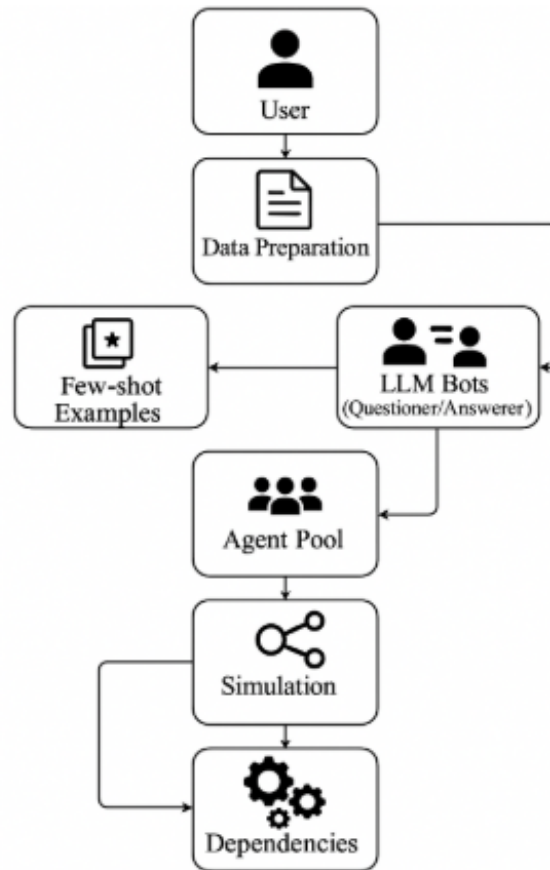 User
Data Preparation
Few-shot
Examples
LLM Bots
(Questioner/Answerer)
Agent Pool
Simulation
Dependencies